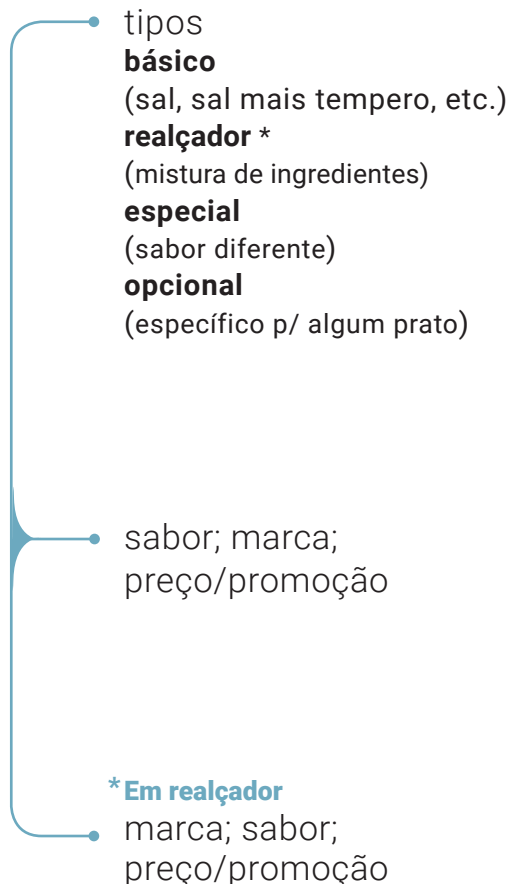 tipos
básico
(sal, sal mais tempero, etc.)
realçador *
(mistura de ingredientes)
especial
(sabor diferente)
opcional
(específico p/ algum prato)
sabor; marca;
preço/promoção
*Em realçador
marca; sabor;
preço/promoção